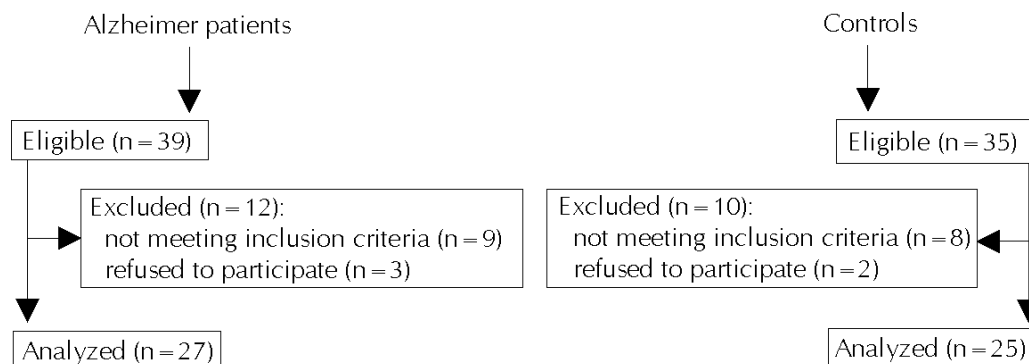 Alzheimer patients
Eligible (n=39)
Excluded (n=12):
not meeting inclusion criteria (n=9)
refused to participate (n=3)
Analyzed (n=27)
Controls
Eligible (n=35)
Excluded (n=10):
not meeting inclusion criteria (n=8)
refused to participate (n=2)
Analyzed (n=25)